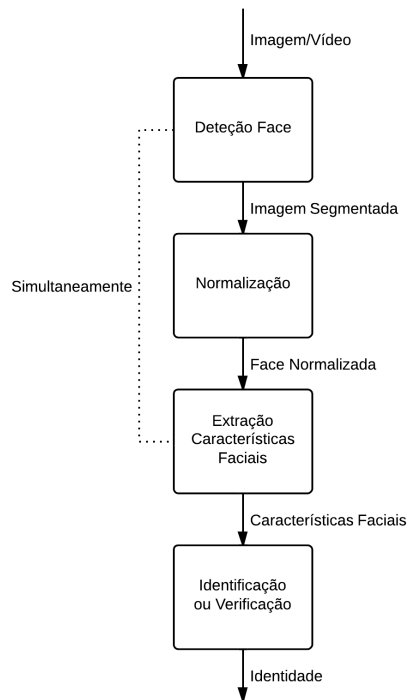 Imagem/Vídeo
Deteção Face
Imagem Segmentada
Normalização
Simultaneamente
Face Normalizada
Extração
Características
Faciais
Características Faciais
Identificação
ou Verificação
Identidade